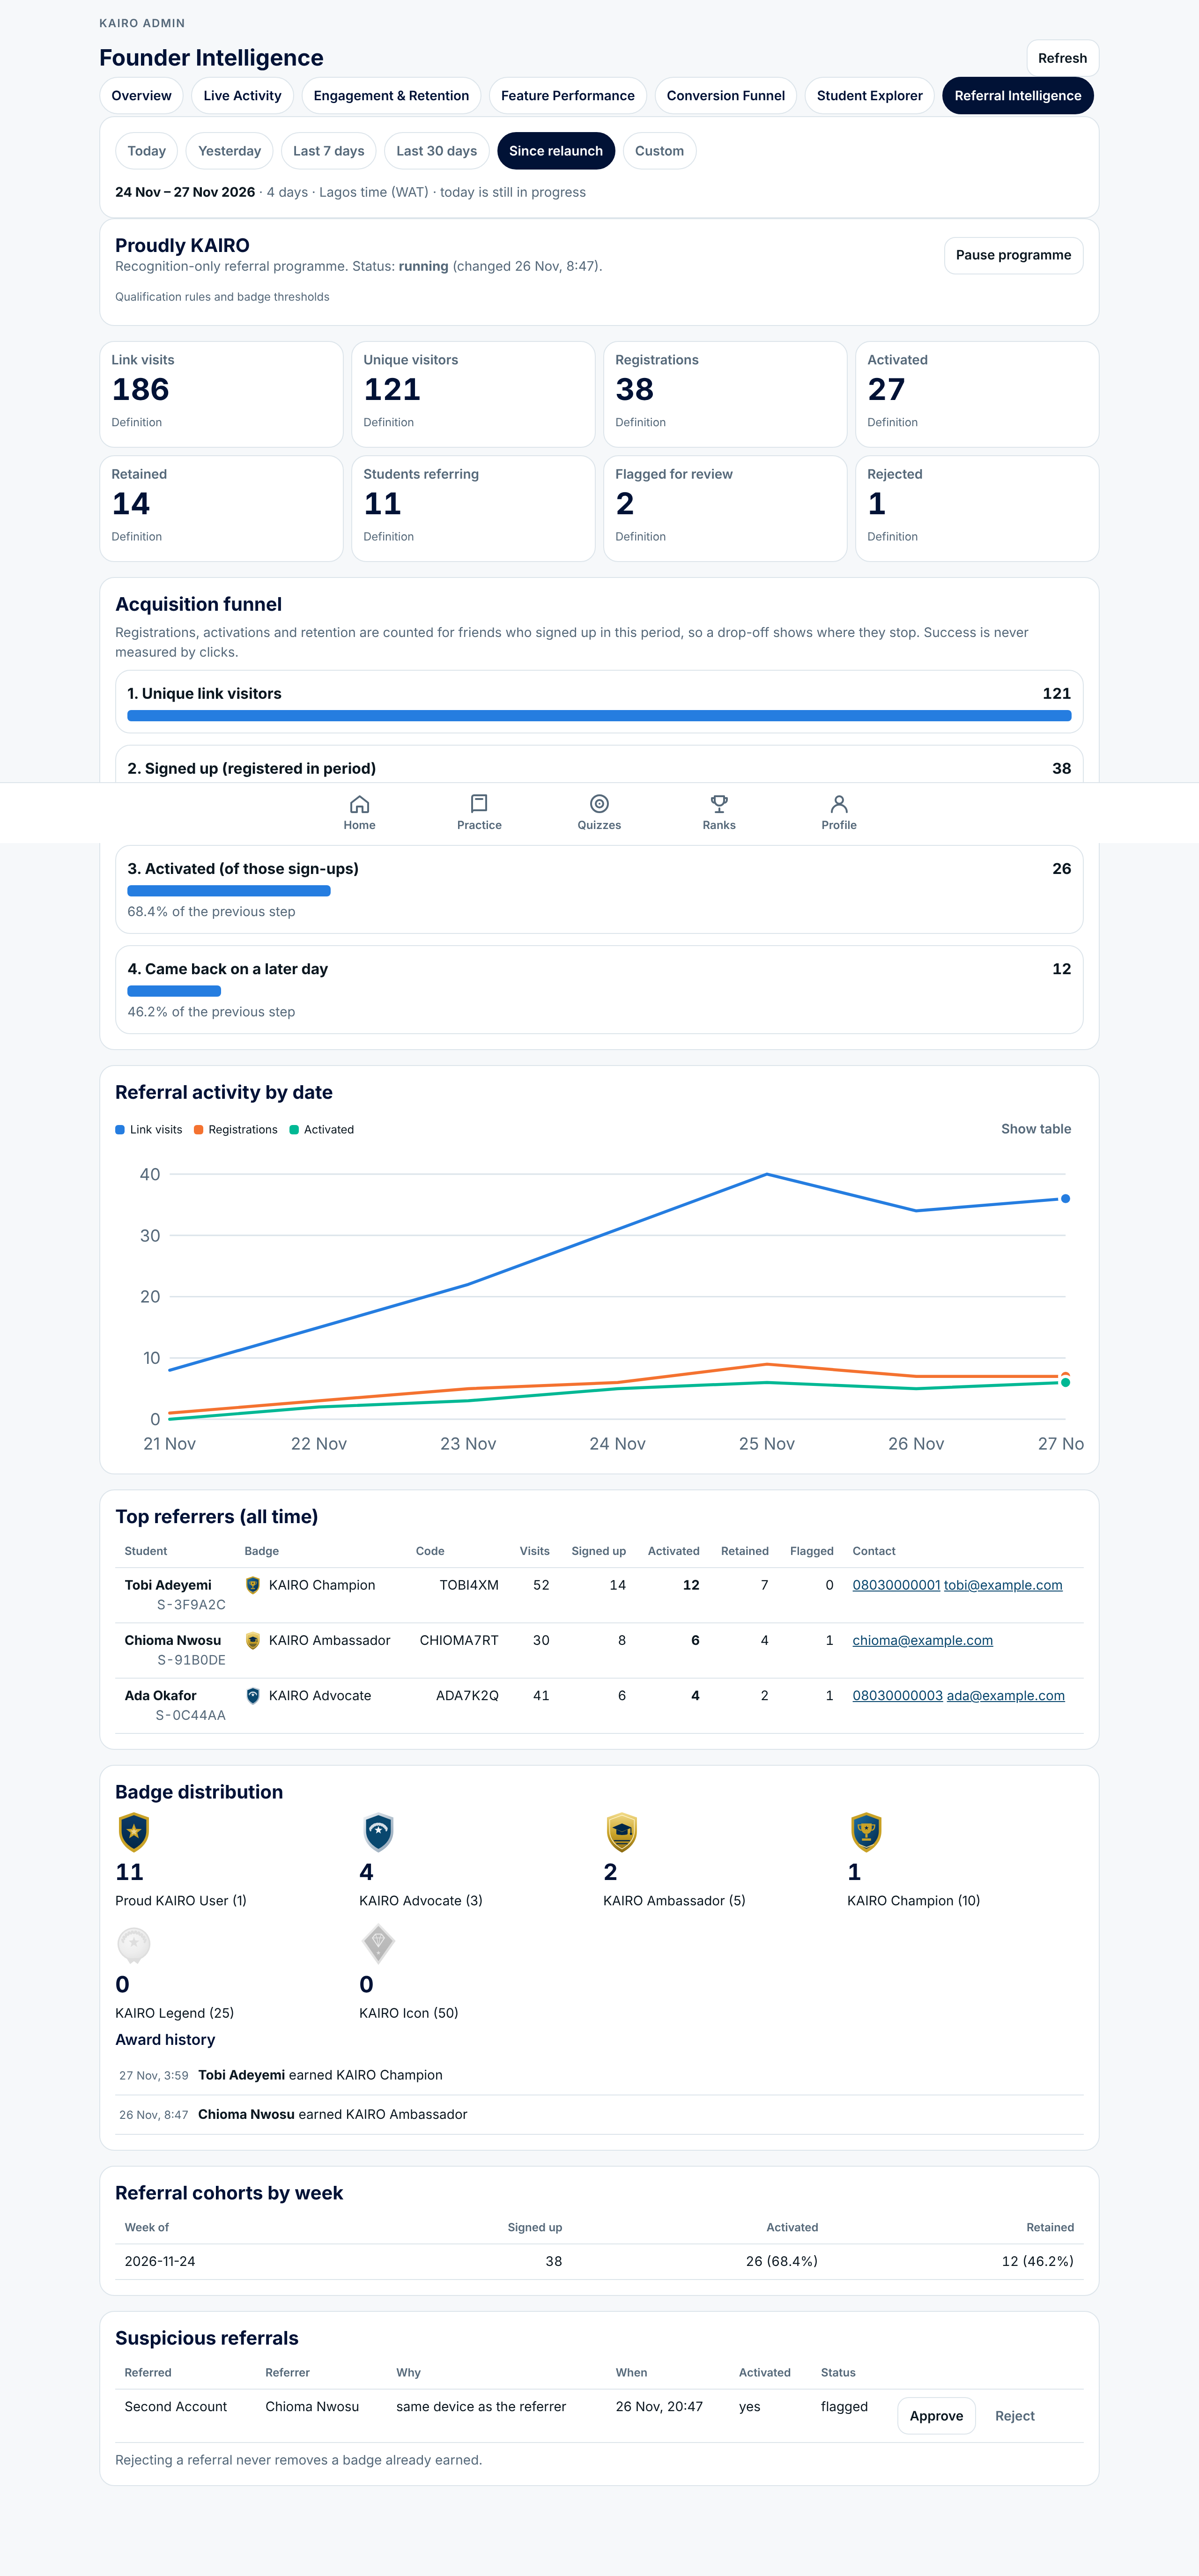 KAIRO ADMIN
Founder Intelligence
Refresh
Overview
Live Activity
Engagement & Retention
Feature Performance
Conversion Funnel
Student Explorer
Referral Intelligence
Today
Yesterday
Last 7 days
Last 30 days
Since relaunch
Custom
24 Nov – 27 Nov 2026 · 4 days · Lagos time (WAT) · today is still in progress
Proudly KAIRO
Recognition-only referral programme. Status: running (changed 26 Nov, 8:47).
Pause programme
Qualification rules and badge thresholds
Link visits
186
Definition
Unique visitors
121
Definition
Registrations
38
Definition
Activated
27
Definition
Retained
14
Definition
Students referring
11
Definition
Flagged for review
2
Definition
Rejected
1
Definition
Acquisition funnel
Registrations, activations and retention are counted for friends who signed up in this period, so a drop-off shows where they stop. Success is never
measured by clicks.
1. Unique link visitors 121
2. Signed up (registered in period) 38
Home
Practice
Quizzes
Ranks
Profile
3. Activated (of those sign-ups) 26
68.4% of the previous step
4. Came back on a later day 12
46.2% of the previous step
Referral activity by date
Link visits Registrations Activated
Show table
40
30
20
10
0
21 Nov 22 Nov 23 Nov 24 Nov 25 Nov 26 Nov 27 No
Top referrers (all time)
Student Badge Code Visits Signed up Activated Retained Flagged Contact
Tobi Adeyemi KAIRO Champion TOBI4XM 52 14 12 7 0 08030000001 tobi@example.com
S-3F9A2C
Chioma Nwosu KAIRO Ambassador CHIOMA7RT 30 8 6 4 1 chioma@example.com
S-91B0DE
Ada Okafor KAIRO Advocate ADA7K2Q 41 6 4 2 1 08030000003 ada@example.com
S-0C44AA
Badge distribution
11
Proud KAIRO User (1)
4
KAIRO Advocate (3)
2
KAIRO Ambassador (5)
1
KAIRO Champion (10)
0
KAIRO Legend (25)
0
KAIRO Icon (50)
Award history
27 Nov, 3:59 Tobi Adeyemi earned KAIRO Champion
26 Nov, 8:47 Chioma Nwosu earned KAIRO Ambassador
Referral cohorts by week
Week of Signed up Activated Retained
2026-11-24 38 26 (68.4%) 12 (46.2%)
Suspicious referrals
Referred Referrer Why When Activated Status
Second Account Chioma Nwosu same device as the referrer 26 Nov, 20:47 yes flagged Approve Reject
Rejecting a referral never removes a badge already earned.